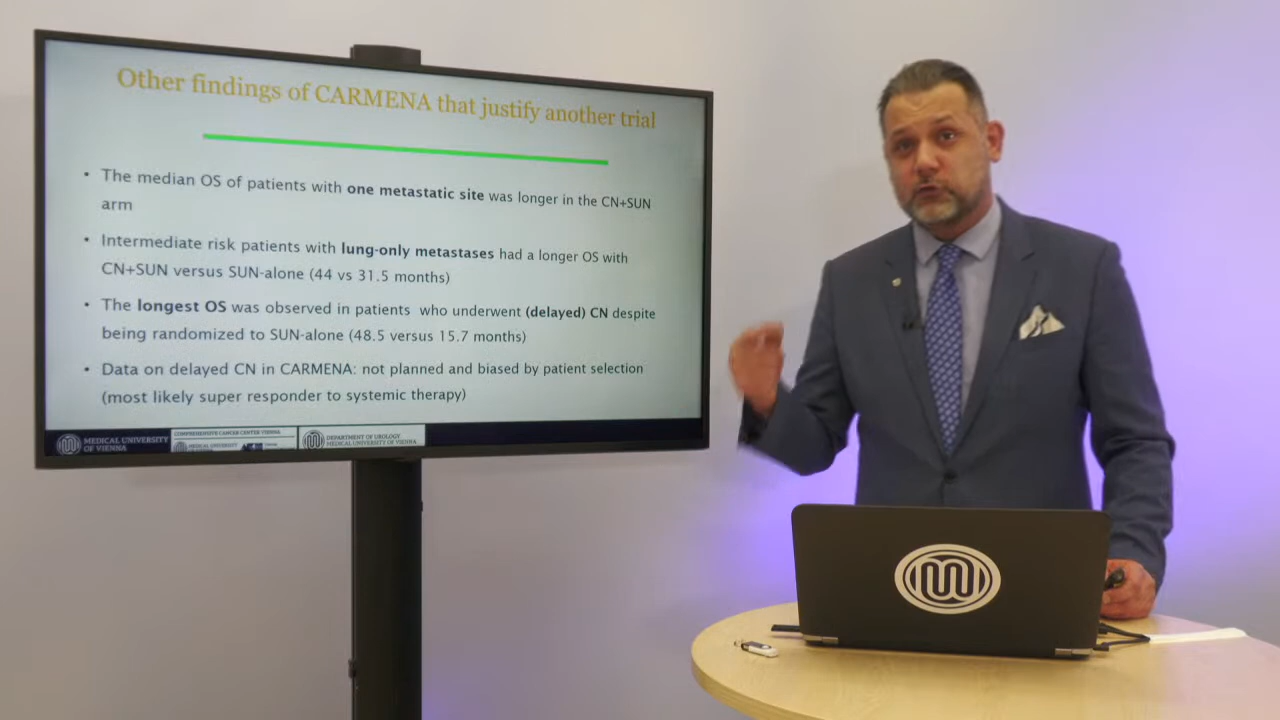 Other findings of CARMENA that justify another trial
• The median OS of patients with one metastatic site was longer in the CN+SUN
arm
• Intermediate risk patients with lung-only metastases had a longer OS with
CN+SUN versus SUN-alone (44 vs 31.5 months)
• The longest OS was observed in patients who underwent (delayed) CN despite
being randomized to SUN-alone (48.5 versus 15.7 months)
• Data on delayed CN in CARMENA: not planned and biased by patient selection
(most likely super responder to systemic therapy)
MEDICAL UNIVERSITY
OF VIENNA
COMPREHENSIVE CANCER CENTER VIENNA
MEDICAL UNIVERSITY
DEPARTMENT OF UROLOGY
MEDICAL UNIVERSITY OF VIENNA